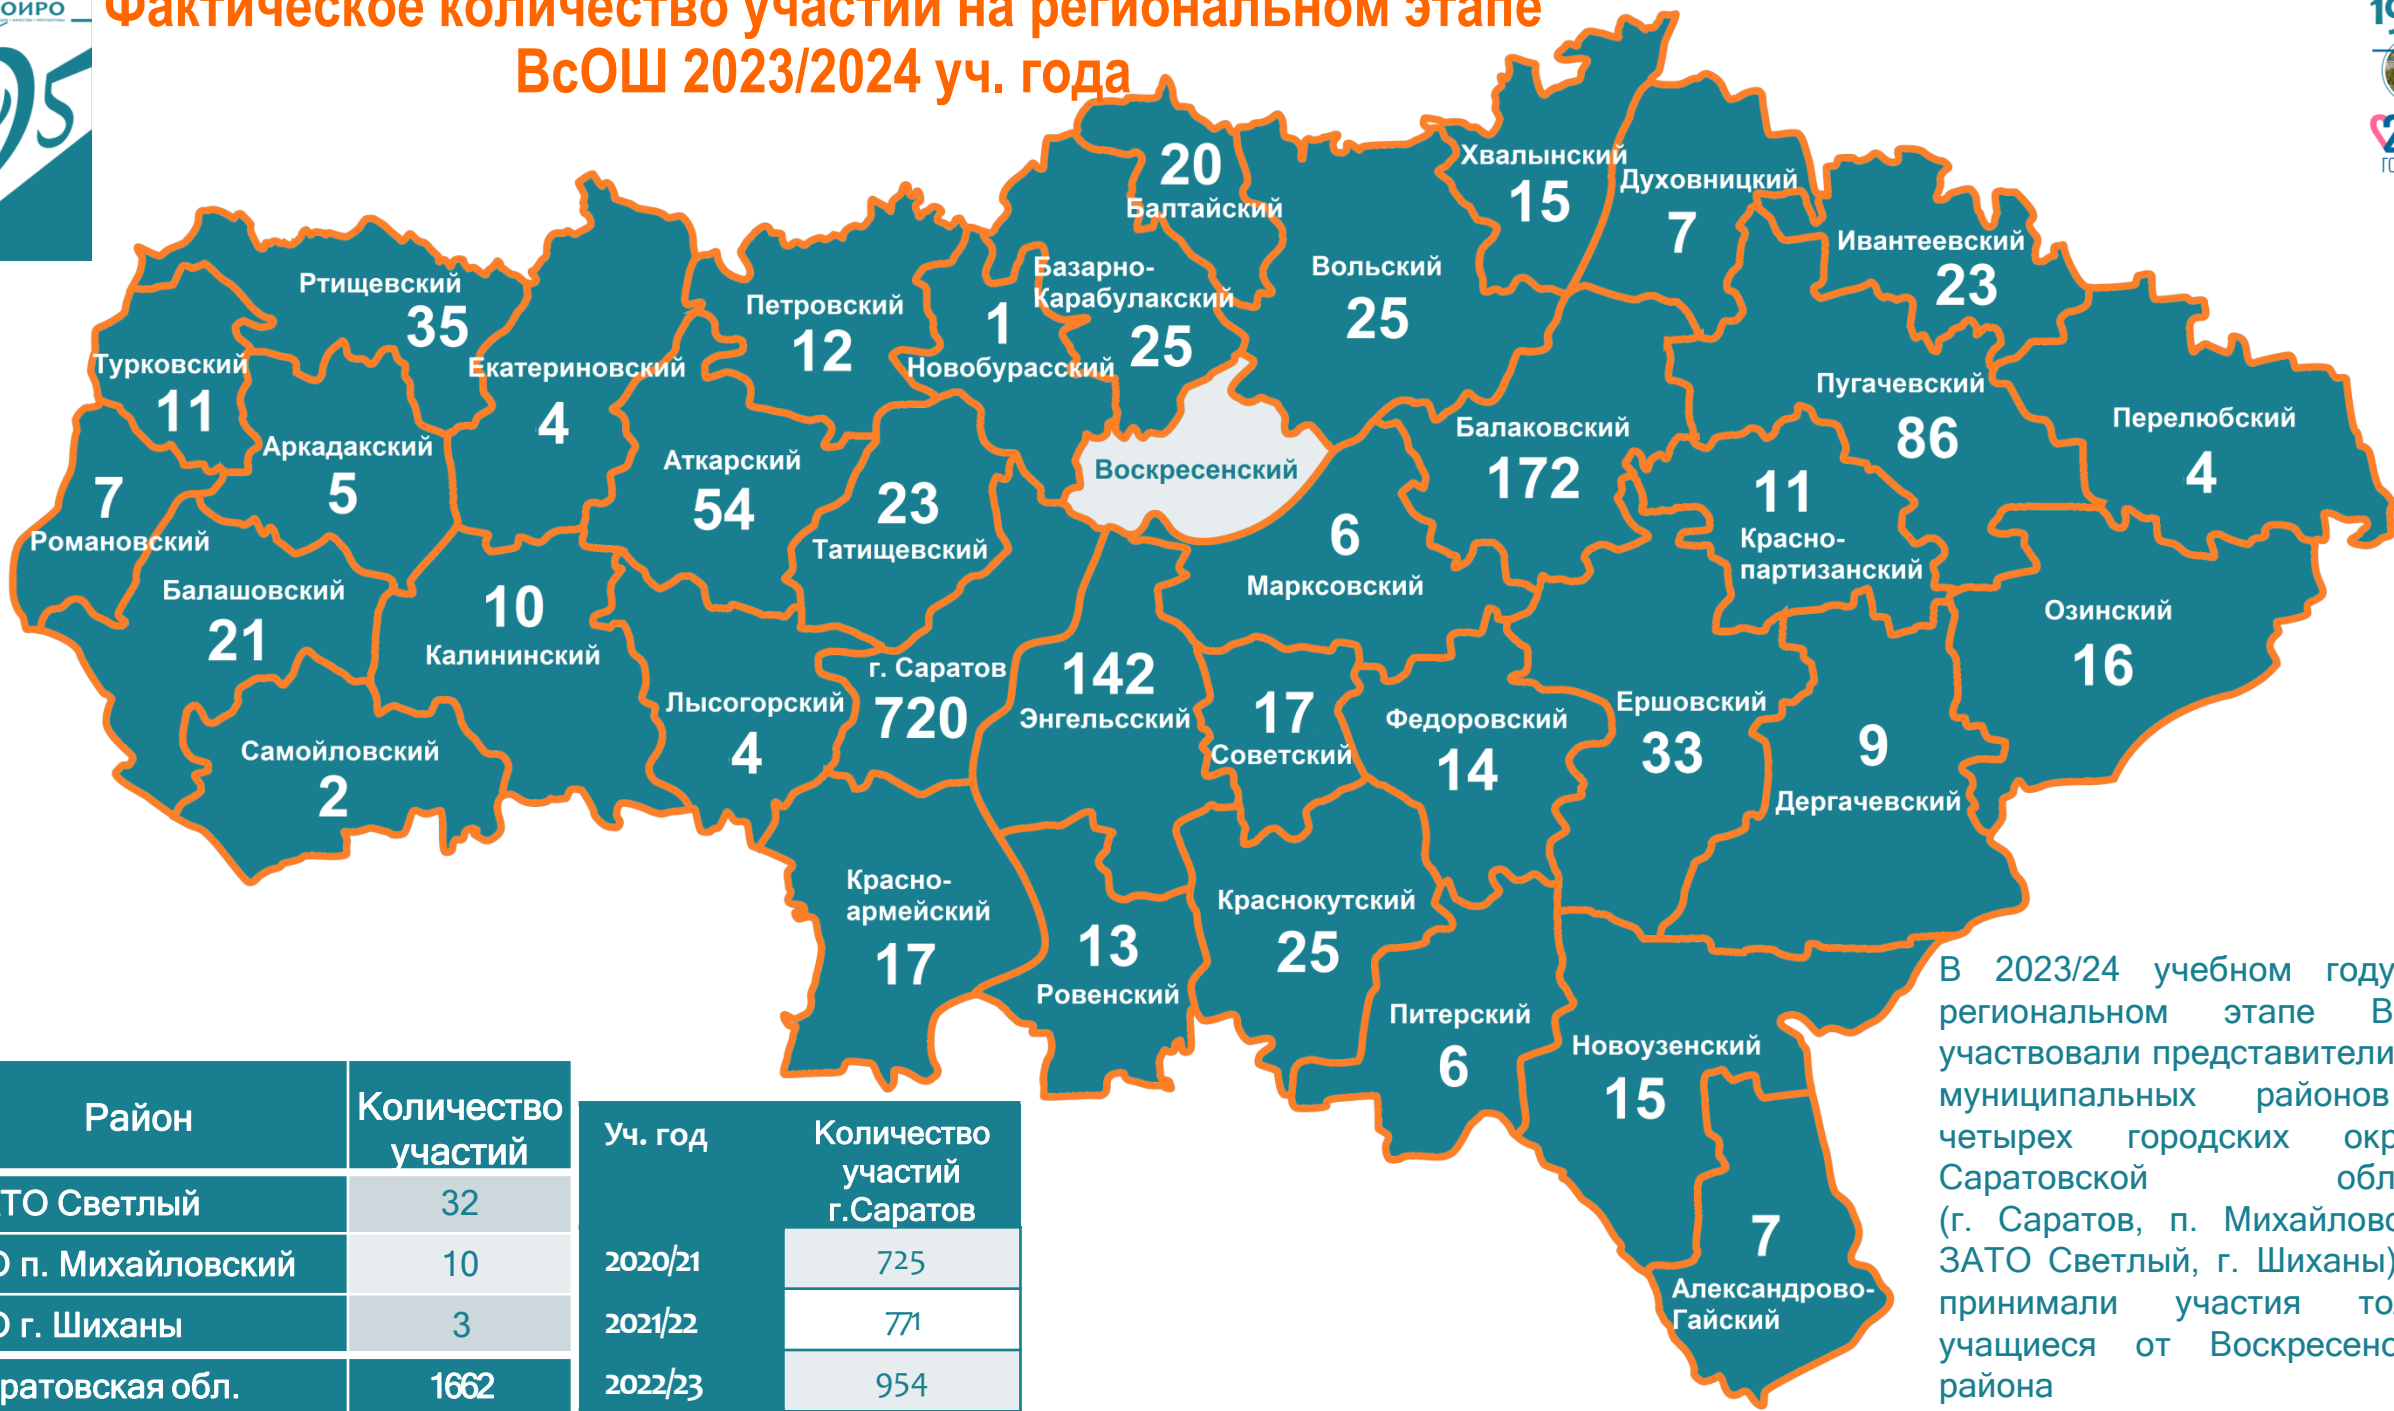 ОИРО
Фактическое количество участий на региональном этапе
ВсОШ 2023/2024 уч. года
20
Балтайский
Хвалынский
15
Духовницкий
7
Ивантеевский
23
Ртищевский
35
Петровский
12
1
Новобурасский
Базарно-
Карабулакский
25
Вольский
25
Турковский
11
Екатериновский
4
Пугачевский
86
Перелюбский
4
Аркадакский
5
Аткарский
54
23
Татищевский
Воскресенский
Балаковский
172
11
Красно-
партизанский
7
Романовский
6
Марксовский
Балашовский
21
10
Калининский
Озинский
16
г. Саратов
720
142
Энгельсский
Лысогорский
4
17
Советский
Федоровский
14
Ершовский
33
9
Дергачевский
Самойловский
2
Красно-
армейский
17
13
Ровенский
Краснокутский
25
Питерский
6
Новоузенский
15
7
Александрово-
Гайский
Район Количество
участий
ТО Светлый 32
О п. Михайловский 10
О г. Шиханы 3
ратовская обл. 1662
Уч. год Количество
участий
г.Саратов
2020/21 725
2021/22 771
2022/23 954
В 2023/24 учебном году
региональном этапе В
участвовали представители
муниципальных районов
четырех городских окр
Саратовской обл
(г. Саратов, п. Михайловс
ЗАТО Светлый, г. Шиханы)
принимали участия то
учащиеся от Воскресенс
района